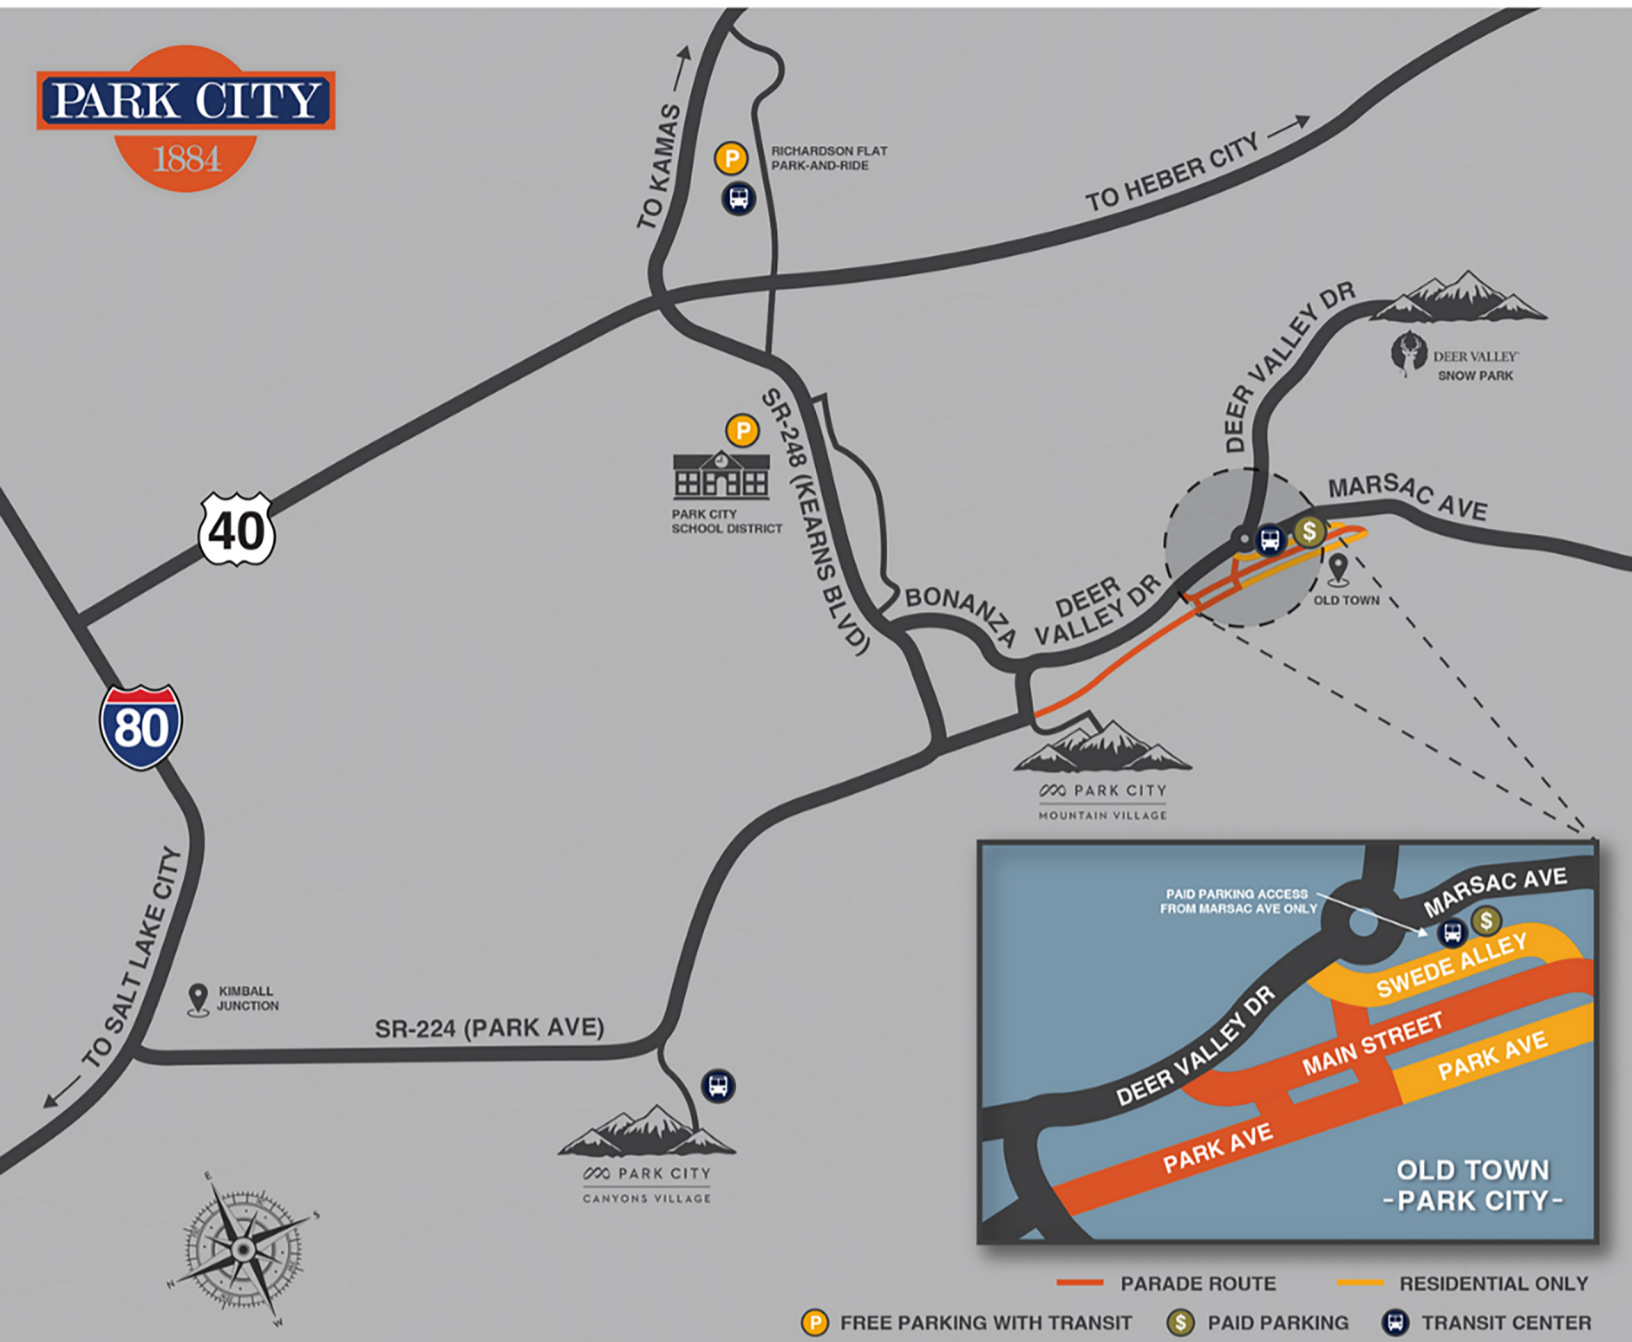 PARK CITY
1884
TO KAMAS
P
RICHARDSON FLAT
PARK-AND-RIDE
TO HEBER CITY
DEER VALLEY DR
DEER VALLEY
SNOW PARK
P
PARK CITY
SCHOOL DISTRICT
SR-248 (KEARNS BLVD)
MARSAC AVE
$
OLD TOWN
40
BONANZA
DEER
VALLEY DR
80
PARK CITY
MOUNTAIN VILLAGE
TO SALT LAKE CITY
KIMBALL
JUNCTION
SR-224 (PARK AVE)
PARK CITY
CANYONS VILLAGE
E
S
N
W
PAID PARKING ACCESS
FROM MARSAC AVE ONLY
MARSAC AVE
$
SWEDE ALLEY
DEER VALLEY DR
MAIN STREET
PARK AVE
PARK AVE
OLD TOWN
-PARK CITY-
PARADE ROUTE
RESIDENTIAL ONLY
P FREE PARKING WITH TRANSIT
$ PAID PARKING
TRANSIT CENTER